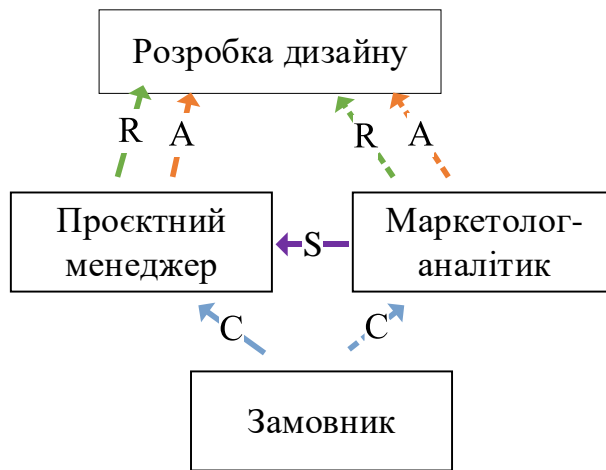 Розробка дизайну
R
A
R
A
Проєктний
менеджер
S
Маркетолог-
аналітик
C
C
Замовник